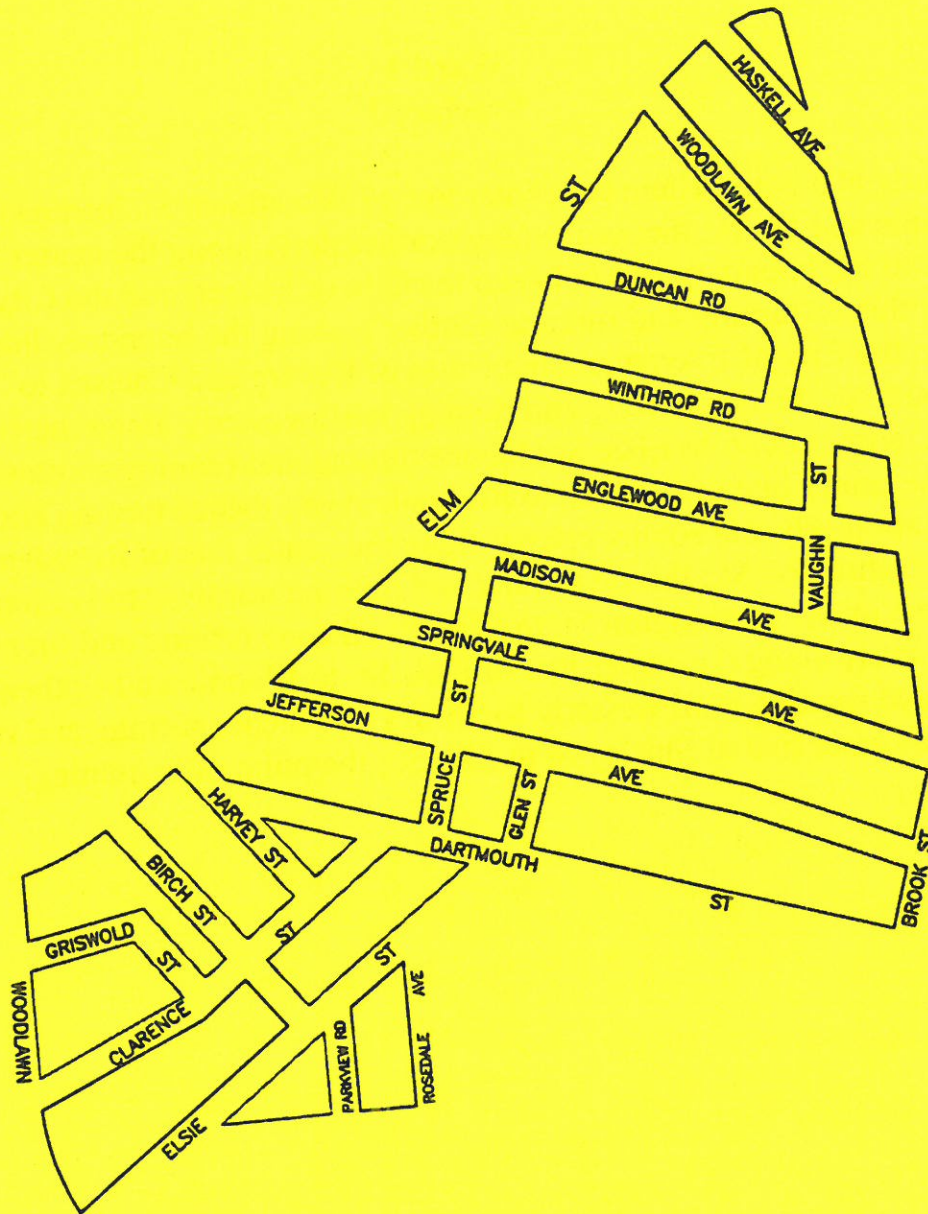 HASKELL AVE
WOODLAWN AVE
ST
DUNCAN RD
WINTHROP RD
ST
ENGLEWOOD AVE
ELM
VAUGHN
MADISON
AVE
SPRINGVALE
ST
AVE
JEFFERSON
AVE
SPRUCE
GLEN ST
HARVEY ST
DARTMOUTH
ST
BROOK ST
BIRCH ST
ST
ST
GRISWOLD
ST
WOODLAWN
CLARENCE
PARKVIEW RD
ROSEDALE AVE
ELSIE